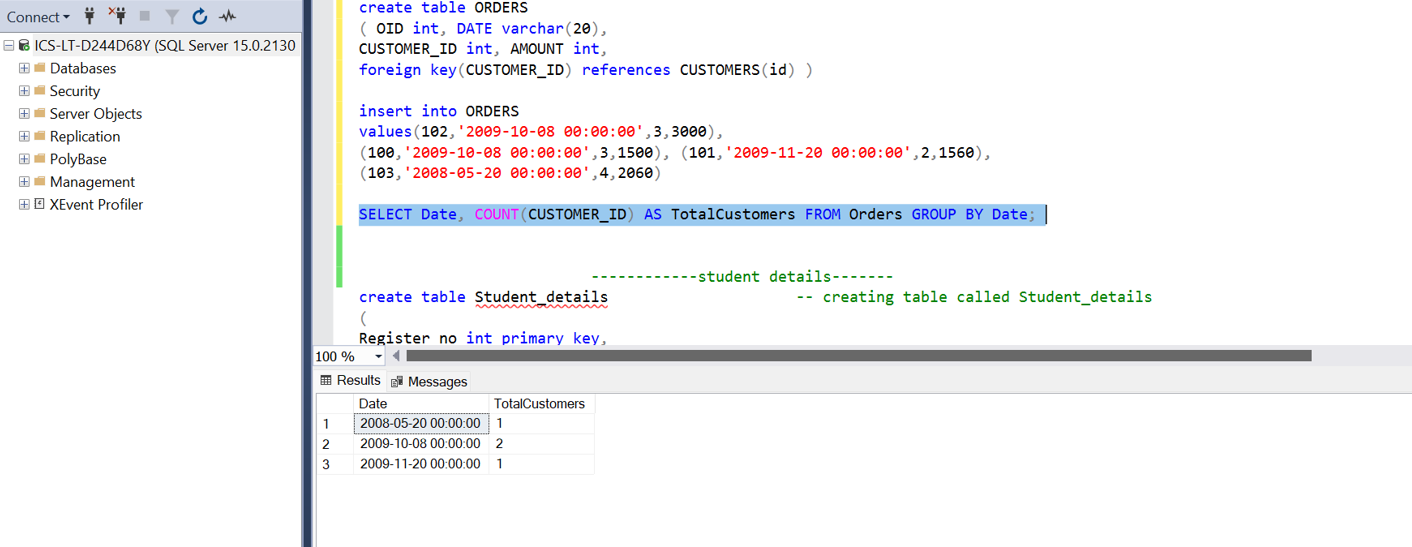 Connect
ICS-LT-D244D68Y (SQL Server 15.0.2130
Databases
Security
Server Objects
Replication
PolyBase
Management
XEvent Profiler
create table ORDERS
( OID int, DATE varchar(20),
CUSTOMER_ID int, AMOUNT int,
foreign key(CUSTOMER_ID) references CUSTOMERS(id) )
insert into ORDERS
values(102,'2009-10-08 00:00:00',3,3000),
(100,'2009-10-08 00:00:00',3,1500), (101,'2009-11-20 00:00:00',2,1560),
(103,'2008-05-20 00:00:00',4,2060)
SELECT Date, COUNT(CUSTOMER_ID) AS TotalCustomers FROM Orders GROUP BY Date;
------------student details-------
create table Student_details -- creating table called Student_details
(
Register no int primary key,
100 %
Results Messages
Date TotalCustomers
1 2008-05-20 00:00:00 1
2 2009-10-08 00:00:00 2
3 2009-11-20 00:00:00 1